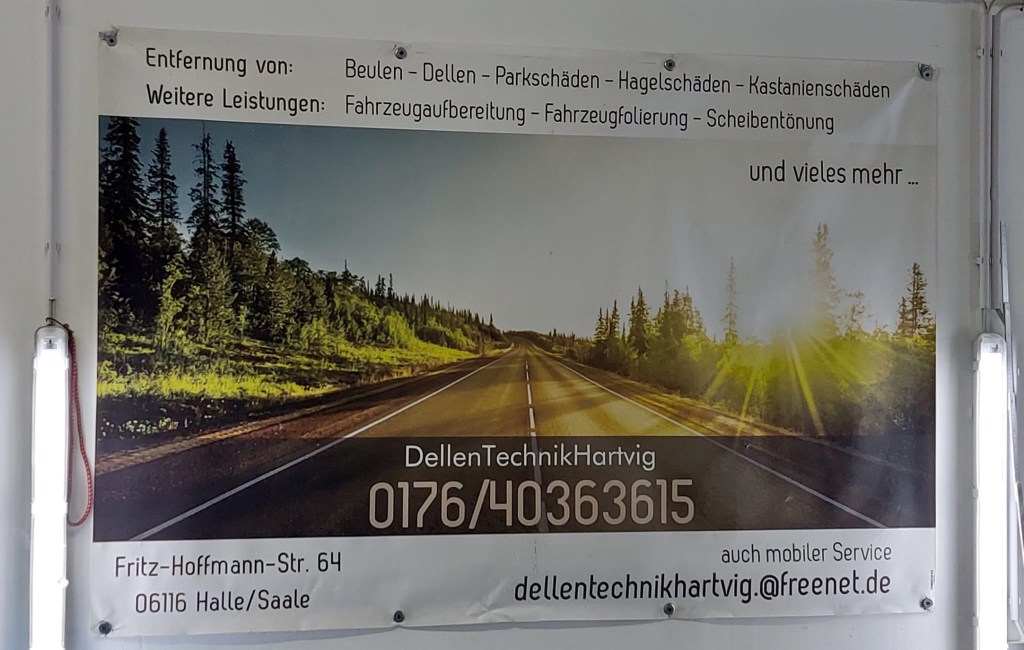 Entfernung von: Beulen – Dellen – Parkschäden – Hagelschäden – Kastanienschäden
Weitere Leistungen: Fahrzeugaufbereitung – Fahrzeugfolierung – Scheibentönung
und vieles mehr ...
DellenTechnikHartvig
0176/40363615
Fritz-Hoffmann-Str. 64
06116 Halle/Saale
auch mobiler Service
dellentechnikhartvig.@freenet.de